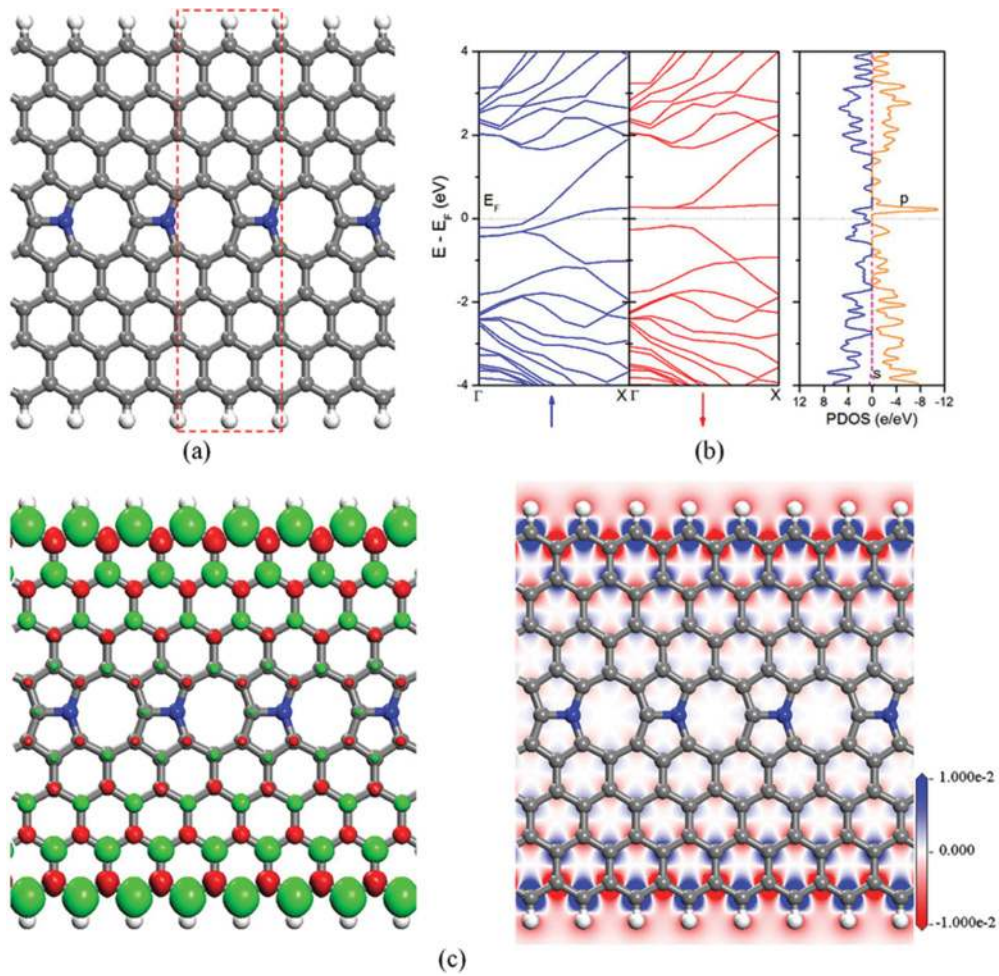 4
2
0
-2
-4
E - E_F (eV)
E_F
Γ
X
Γ
X
p
s
12 8 4 0 -4 -8 -12
PDOS (e/eV)
(a)
(b)
1.000e-2
0.000
-1.000e-2
(c)